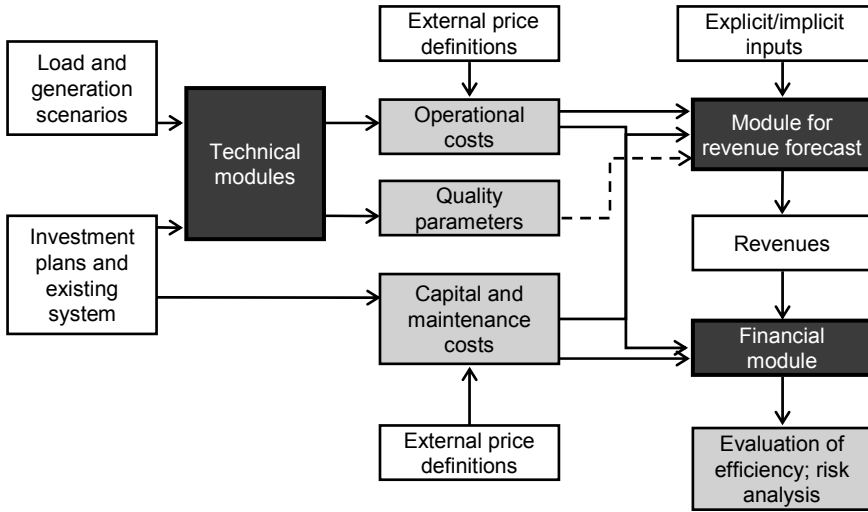 External price
definitions
Explicit/implicit
inputs
Load and
generation
scenarios
Technical
modules
Operational
costs
Module for
revenue forecast
Quality
parameters
Investment
plans and
existing
system
Revenues
Capital and
maintenance
costs
Financial
module
External price
definitions
Evaluation of
efficiency; risk
analysis